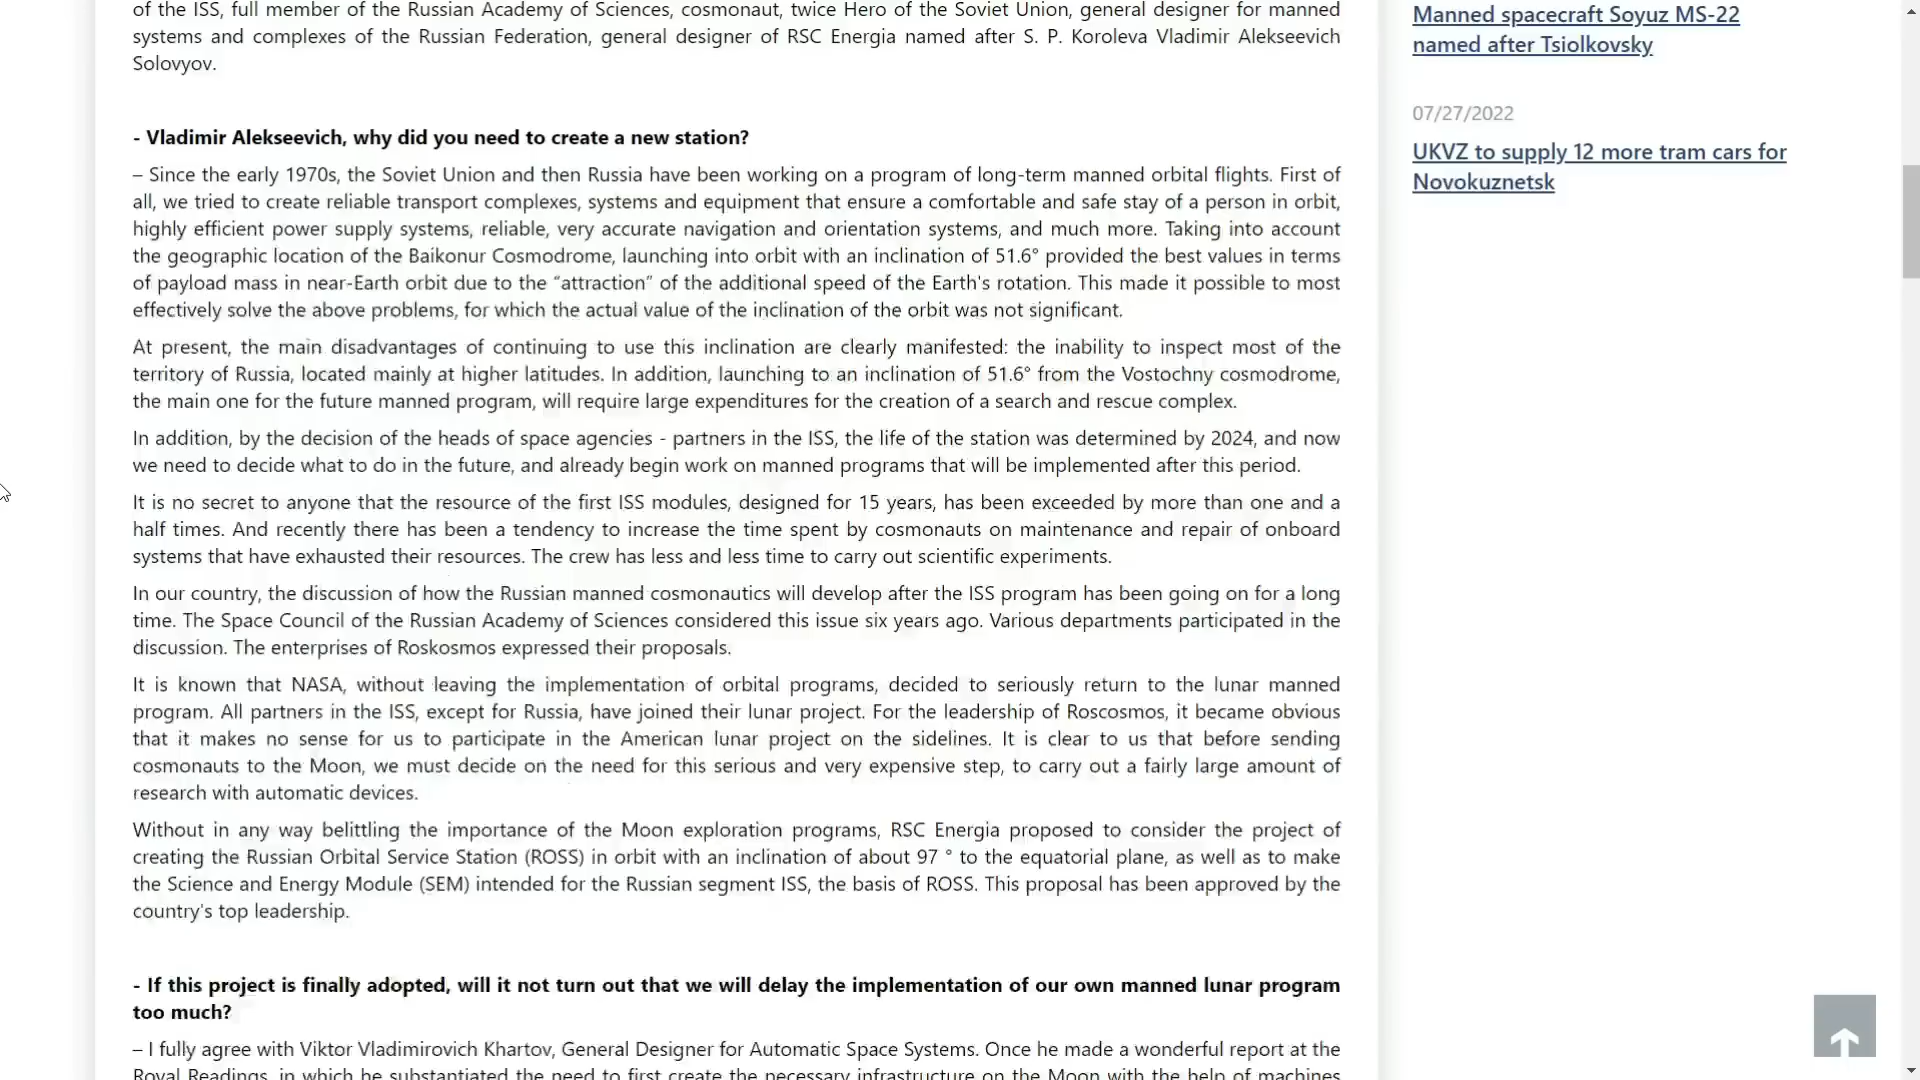 of the ISS, full member of the Russian Academy of Sciences, cosmonaut, twice Hero of the Soviet Union, general designer for manned
systems and complexes of the Russian Federation, general designer of RSC Energia named after S. P. Koroleva Vladimir Alekseevich
Solovyov.
- Vladimir Alekseevich, why did you need to create a new station?
– Since the early 1970s, the Soviet Union and then Russia have been working on a program of long-term manned orbital flights. First of
all, we tried to create reliable transport complexes, systems and equipment that ensure a comfortable and safe stay of a person in orbit,
highly efficient power supply systems, reliable, very accurate navigation and orientation systems, and much more. Taking into account
the geographic location of the Baikonur Cosmodrome, launching into orbit with an inclination of 51.6° provided the best values in terms
of payload mass in near-Earth orbit due to the “attraction” of the additional speed of the Earth's rotation. This made it possible to most
effectively solve the above problems, for which the actual value of the inclination of the orbit was not significant.
At present, the main disadvantages of continuing to use this inclination are clearly manifested: the inability to inspect most of the
territory of Russia, located mainly at higher latitudes. In addition, launching to an inclination of 51.6° from the Vostochny cosmodrome,
the main one for the future manned program, will require large expenditures for the creation of a search and rescue complex.
In addition, by the decision of the heads of space agencies - partners in the ISS, the life of the station was determined by 2024, and now
we need to decide what to do in the future, and already begin work on manned programs that will be implemented after this period.
It is no secret to anyone that the resource of the first ISS modules, designed for 15 years, has been exceeded by more than one and a
half times. And recently there has been a tendency to increase the time spent by cosmonauts on maintenance and repair of onboard
systems that have exhausted their resources. The crew has less and less time to carry out scientific experiments.
In our country, the discussion of how the Russian manned cosmonautics will develop after the ISS program has been going on for a long
time. The Space Council of the Russian Academy of Sciences considered this issue six years ago. Various departments participated in the
discussion. The enterprises of Roskosmos expressed their proposals.
It is known that NASA, without leaving the implementation of orbital programs, decided to seriously return to the lunar manned
program. All partners in the ISS, except for Russia, have joined their lunar project. For the leadership of Roscosmos, it became obvious
that it makes no sense for us to participate in the American lunar project on the sidelines. It is clear to us that before sending
cosmonauts to the Moon, we must decide on the need for this serious and very expensive step, to carry out a fairly large amount of
research with automatic devices.
Without in any way belittling the importance of the Moon exploration programs, RSC Energia proposed to consider the project of
creating the Russian Orbital Service Station (ROSS) in orbit with an inclination of about 97 ° to the equatorial plane, as well as to make
the Science and Energy Module (SEM) intended for the Russian segment ISS, the basis of ROSS. This proposal has been approved by the
country's top leadership.
- If this project is finally adopted, will it not turn out that we will delay the implementation of our own manned lunar program
too much?
– I fully agree with Viktor Vladimirovich Khartov, General Designer for Automatic Space Systems. Once he made a wonderful report at the
Royal Readings, in which he substantiated the need to first create the necessary infrastructure on the Moon with the help of machines
Manned spacecraft Soyuz MS-22
named after Tsiolkovsky
07/27/2022
UKVZ to supply 12 more tram cars for
Novokuznetsk